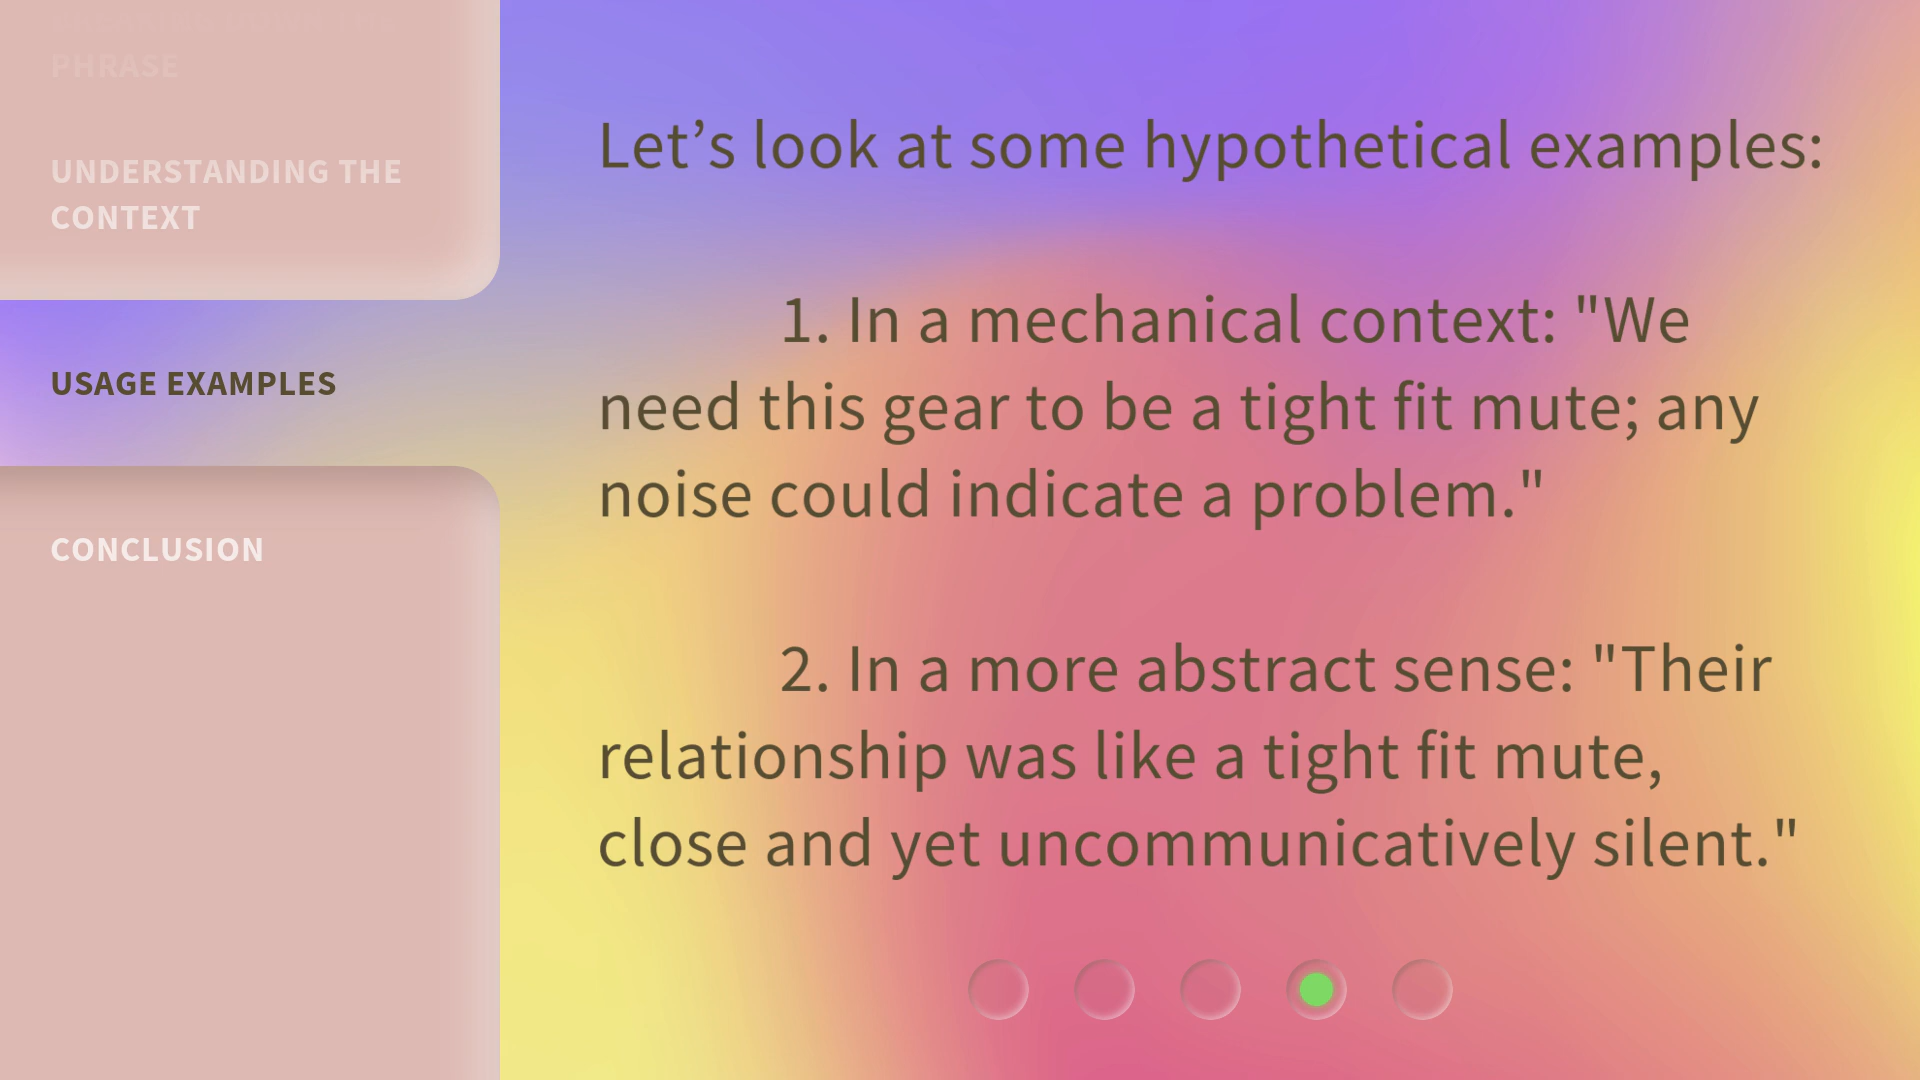 PHRASE
UNDERSTANDING THE
CONTEXT
USAGE EXAMPLES
CONCLUSION
Let’s look at some hypothetical examples:
1. In a mechanical context: "We
need this gear to be a tight fit mute; any
noise could indicate a problem."
2. In a more abstract sense: "Their
relationship was like a tight fit mute,
close and yet uncommunicatively silent."